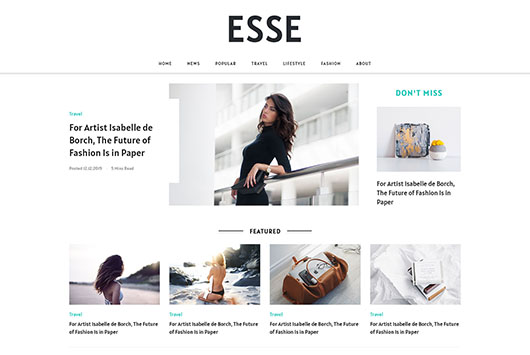 ESSE
HOME NEWS POPULAR TRAVEL LIFESTYLE FASHION ABOUT
Travel
For Artist Isabelle de
Borch, The Future of
Fashion Is in Paper
Posted 12.12.2019 5 Mins Read
DON'T MISS
For Artist Isabelle de Borch,
The Future of Fashion Is in
Paper
FEATURED
Travel
For Artist Isabelle de Borch, The Future
of Fashion Is in Paper
Travel
For Artist Isabelle de Borch, The Future
of Fashion Is in Paper
Travel
For Artist Isabelle de Borch, The Future
of Fashion Is in Paper
Travel
For Artist Isabelle de Borch, The Future
of Fashion Is in Paper